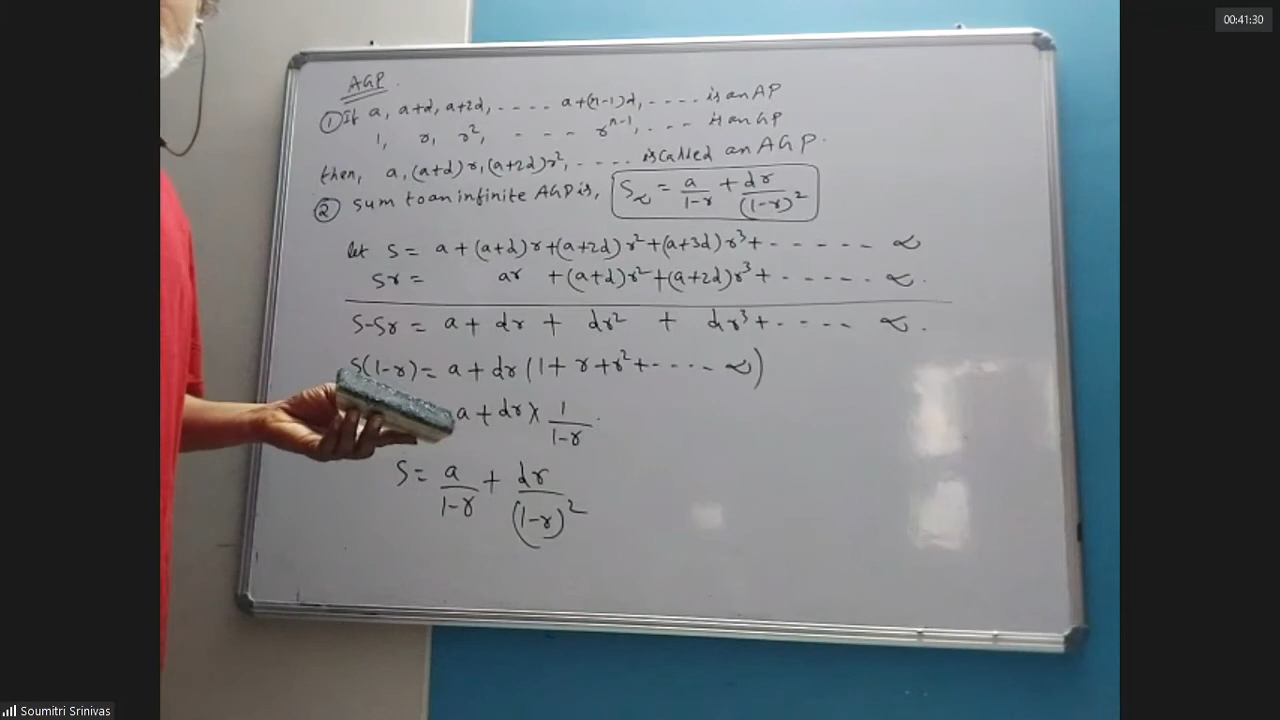 00:41:30
AGP.
① If a, a+d, a+2d, ---- a+(n-1)d, ---- is an AP
1, r, r², - - - - r^(n-1), --- is an GP
then, a, (a+d)r, (a+2d)r², ---- is called an AGP.
② sum to an infinite AGP is, S∞ = a/(1-r) + dr/(1-r)²
let S = a + (a+d)r + (a+2d)r² + (a+3d)r³ + ------ ∞
Sr = ar + (a+d)r² + (a+2d)r³ + ------ ∞.
S-Sr = a + dr + dr² + dr³ + ---- ∞.
S(1-r) = a + dr (1 + r + r² + ---- ∞)
a + dr × 1/(1-r).
S = a/(1-r) + dr/(1-r)²
Soumitri Srinivas